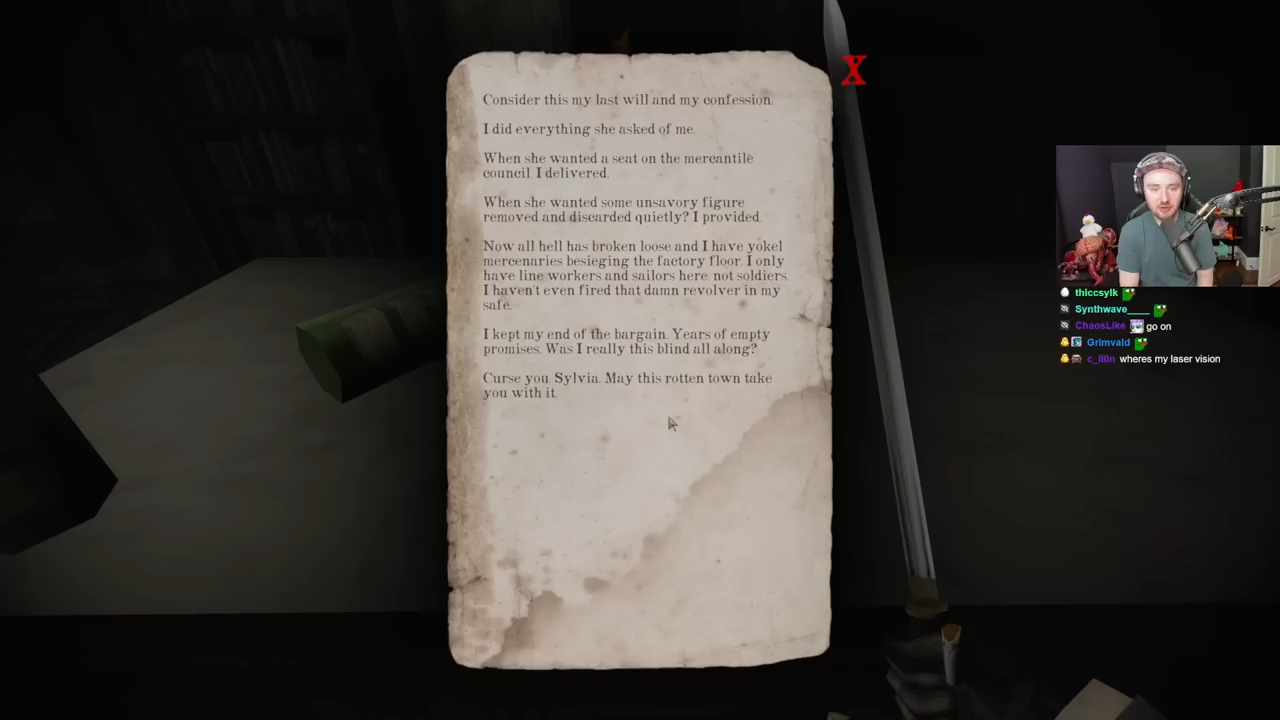 X
Consider this my last will and my confession.
I did everything she asked of me.
When she wanted a seat on the mercantile
council, I delivered.
When she wanted some unsavory figure
removed and discarded quietly? I provided.
Now all hell has broken loose and I have yokel
mercenaries besieging the factory floor. I only
have line workers and sailors here, not soldiers.
I haven't even fired that damn revolver in my
safe.
I kept my end of the bargain. Years of empty
promises. Was I really this blind all along?
Curse you, Sylvia. May this rotten town take
you with it.
thiccsylk
Synthwave____
ChaosLike go on
Grimvald
c_ll0n wheres my laser vision